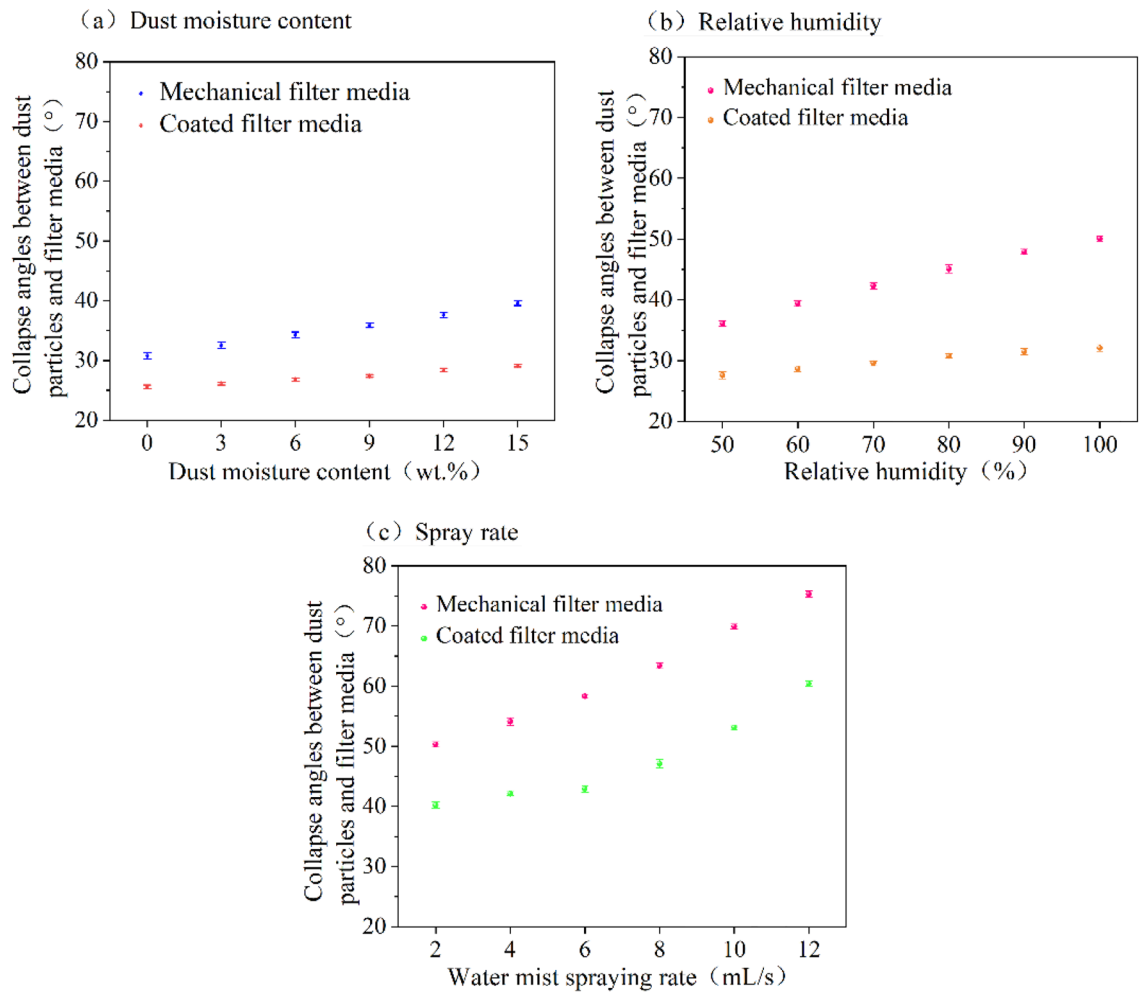 （a）Dust moisture content
80
70
60
50
40
30
20
Mechanical filter media
Coated filter media
Collapse angles between dust
particles and filter media（°）
0 3 6 9 12 15
Dust moisture content（wt.%）
（b）Relative humidity
80
70
60
50
40
30
20
Mechanical filter media
Coated filter media
Collapse angles between dust
particles and filter media（°）
50 60 70 80 90 100
Relative humidity（%）
（c）Spray rate
80
70
60
50
40
30
20
Mechanical filter media
Coated filter media
Collapse angles between dust
particles and filter media（°）
2 4 6 8 10 12
Water mist spraying rate（mL/s）